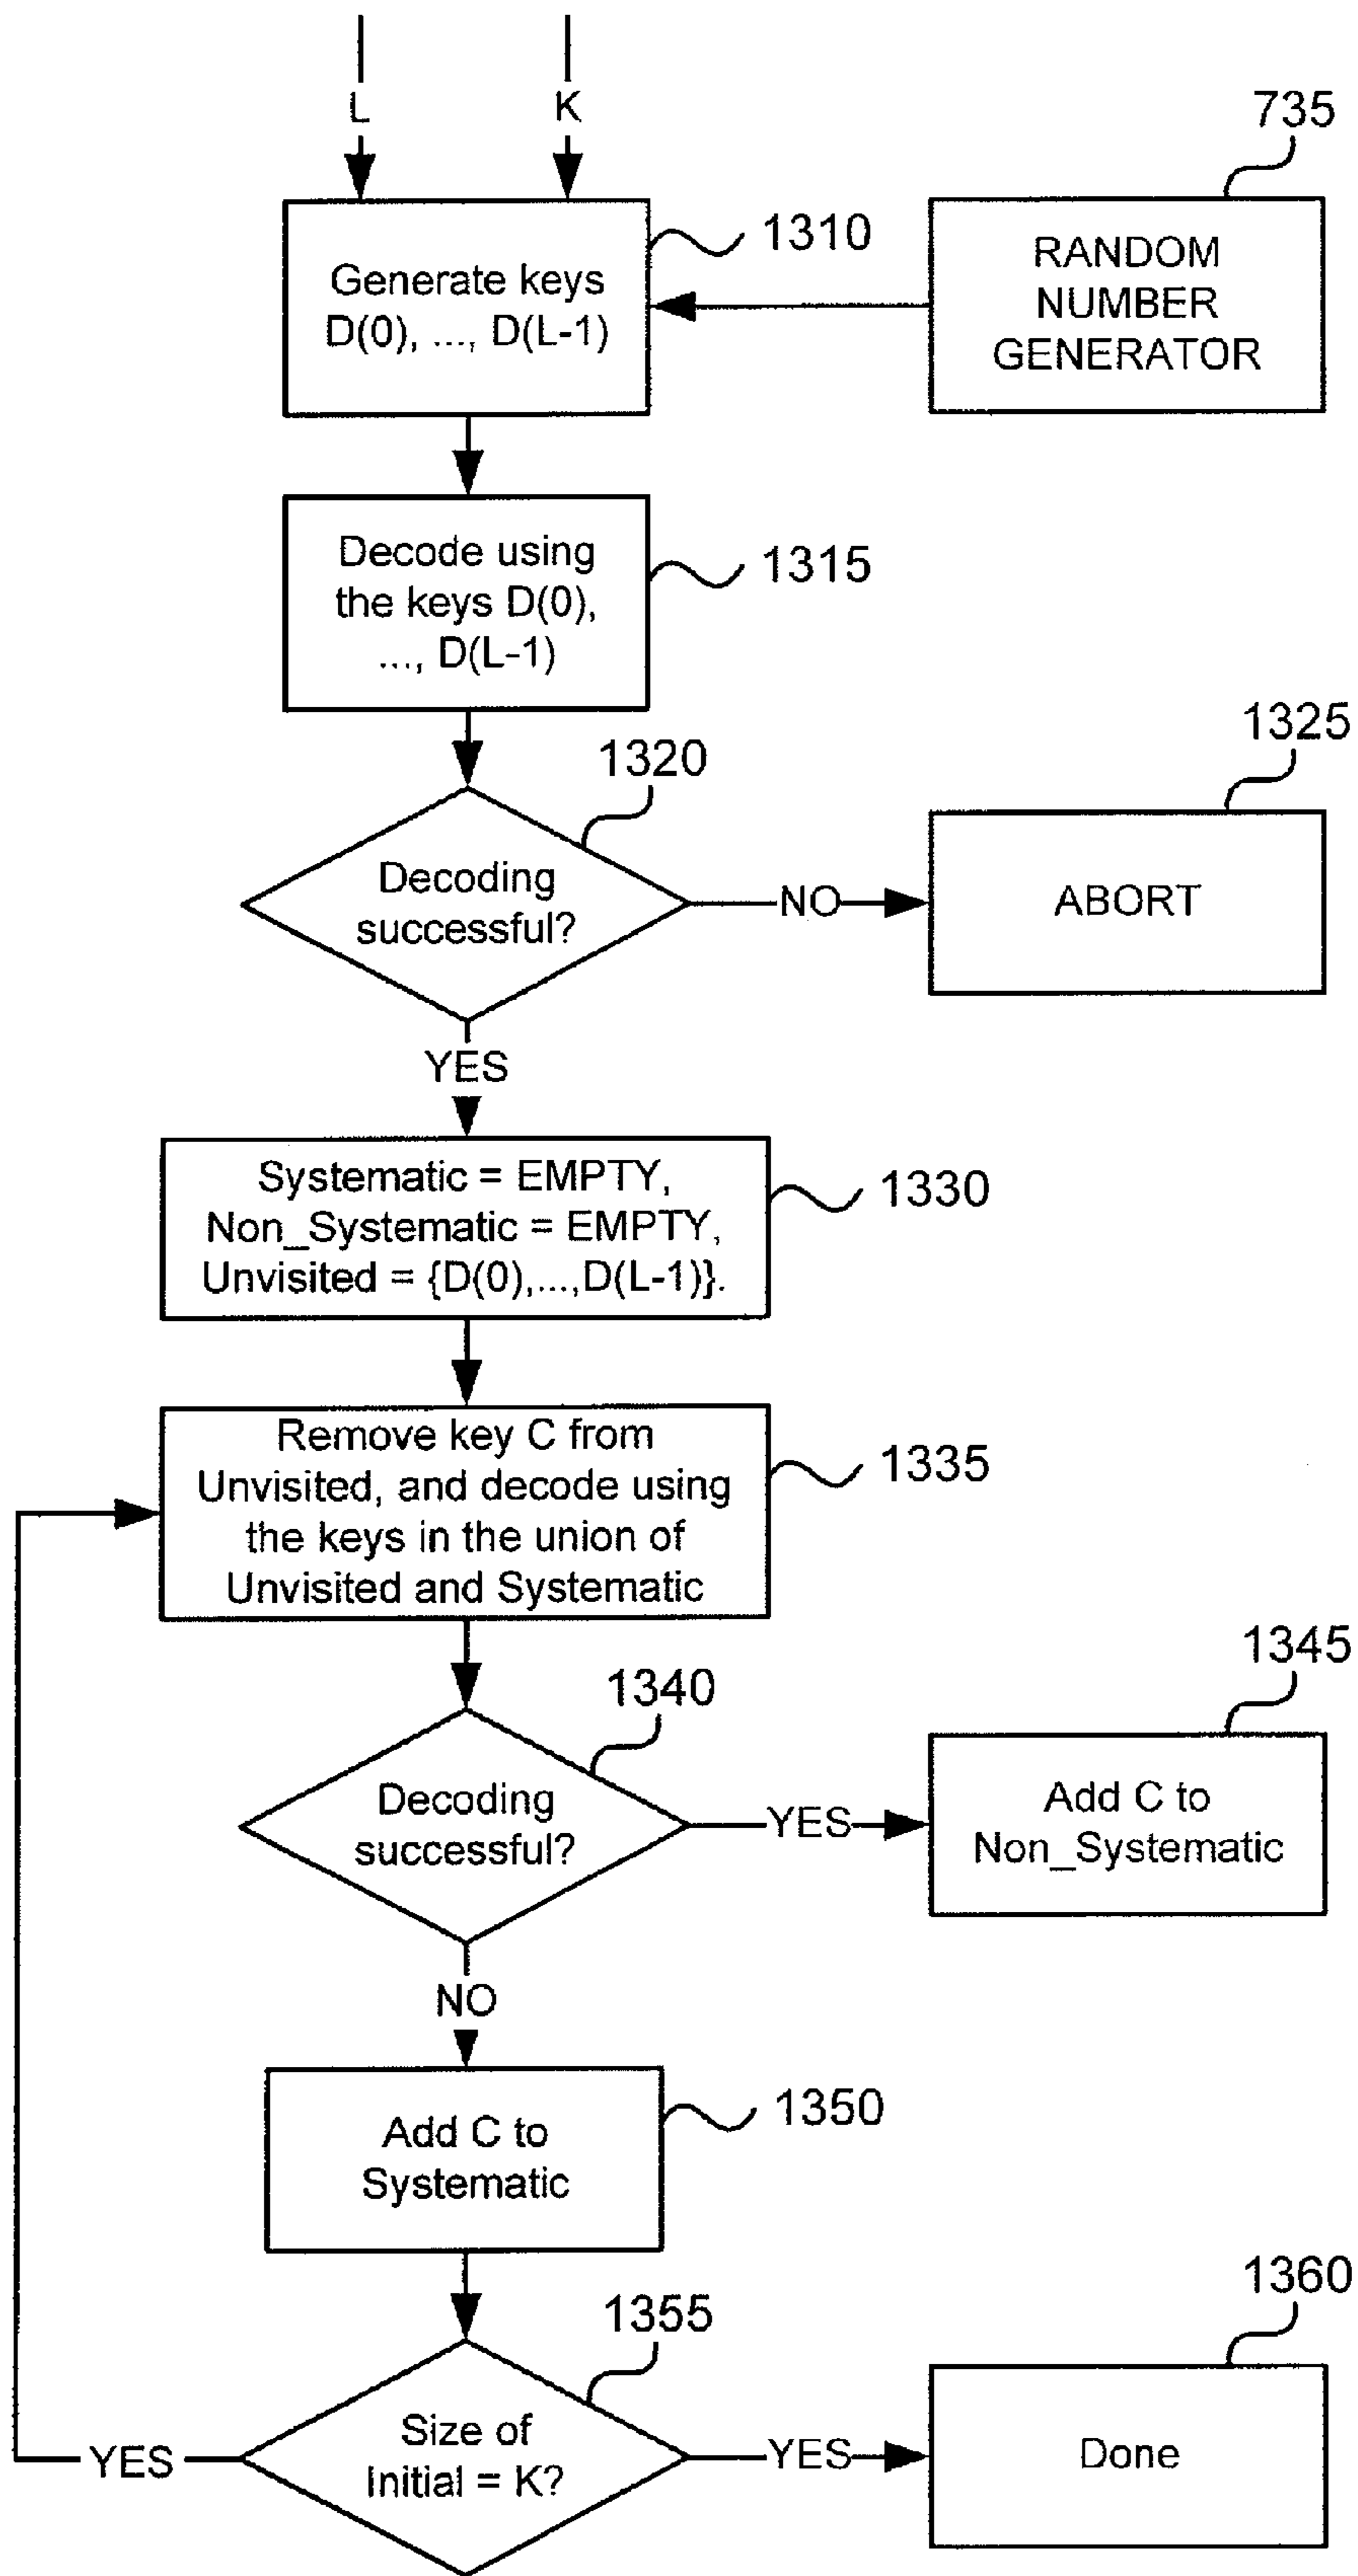 L
K
735
1310
Generate keys
D(0), ..., D(L-1)
RANDOM
NUMBER
GENERATOR
Decode using
the keys D(0),
..., D(L-1)
1315
1320
1325
Decoding
successful?
NO
ABORT
YES
Systematic = EMPTY,
Non_Systematic = EMPTY,
Unvisited = {D(0),...,D(L-1)}.
1330
Remove key C from
Unvisited, and decode using
the keys in the union of
Unvisited and Systematic
1335
1340
1345
Decoding
successful?
YES
Add C to
Non_Systematic
NO
Add C to
Systematic
1350
1355
1360
Size of
Initial = K?
YES
YES
Done